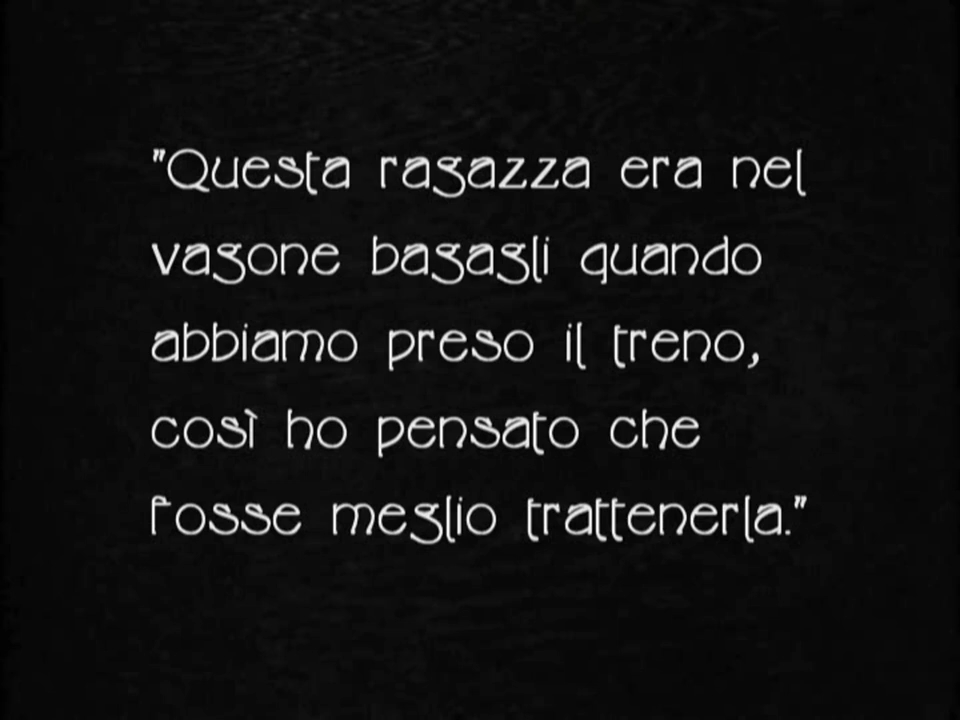 "Questa ragazza era nel
vagone bagagli quando
abbiamo preso il treno,
così ho pensato che
fosse meglio trattenerla."